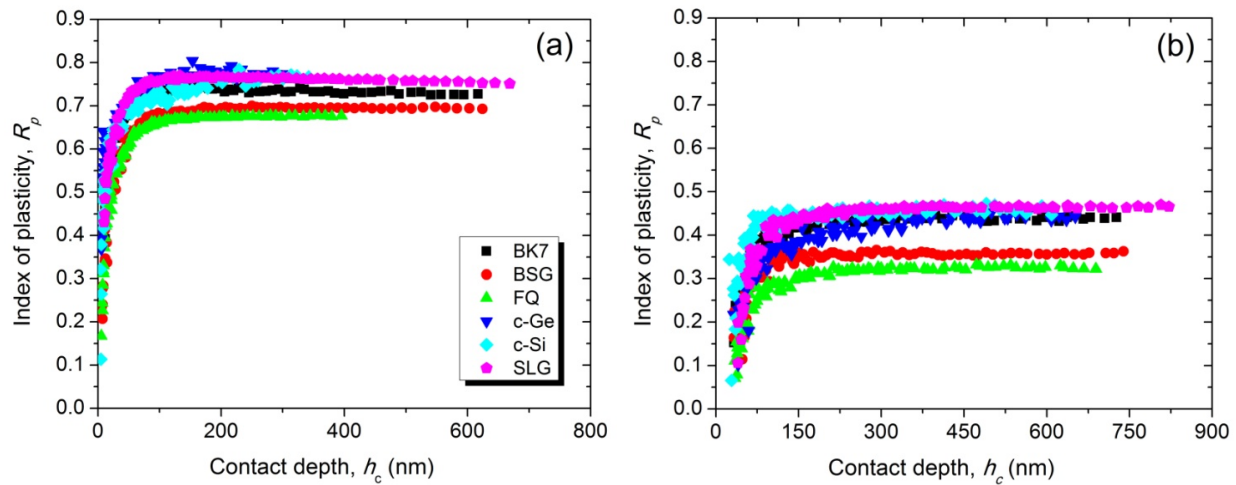 (a)
0.9
0.8
0.7
0.6
0.5
0.4
0.3
0.2
0.1
0.0
Index of plasticity, Rₚ
BK7
BSG
FQ
c-Ge
c-Si
SLG
0 200 400 600 800
Contact depth, h_c (nm)
(b)
0.9
0.8
0.7
0.6
0.5
0.4
0.3
0.2
0.1
0.0
Index of plasticity, Rₚ
0 150 300 450 600 750 900
Contact depth, h_c (nm)